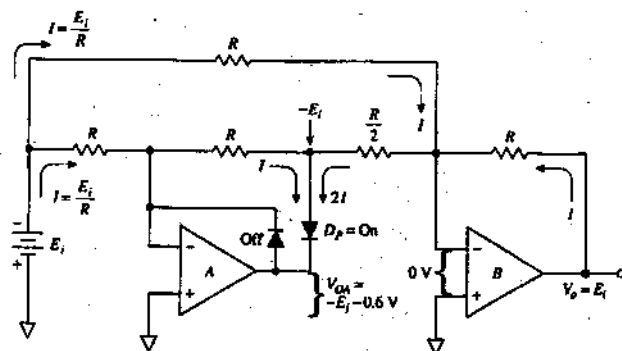 I = E_i/R
R
I
-E_i
R
R
R/2
R
I = E_i/R
I
2I
I
-
E_i
+
-
A
+
Off
D_P = On
V_OA =
-E_i - 0.6 V
0 V
-
B
+
V_o = E_i